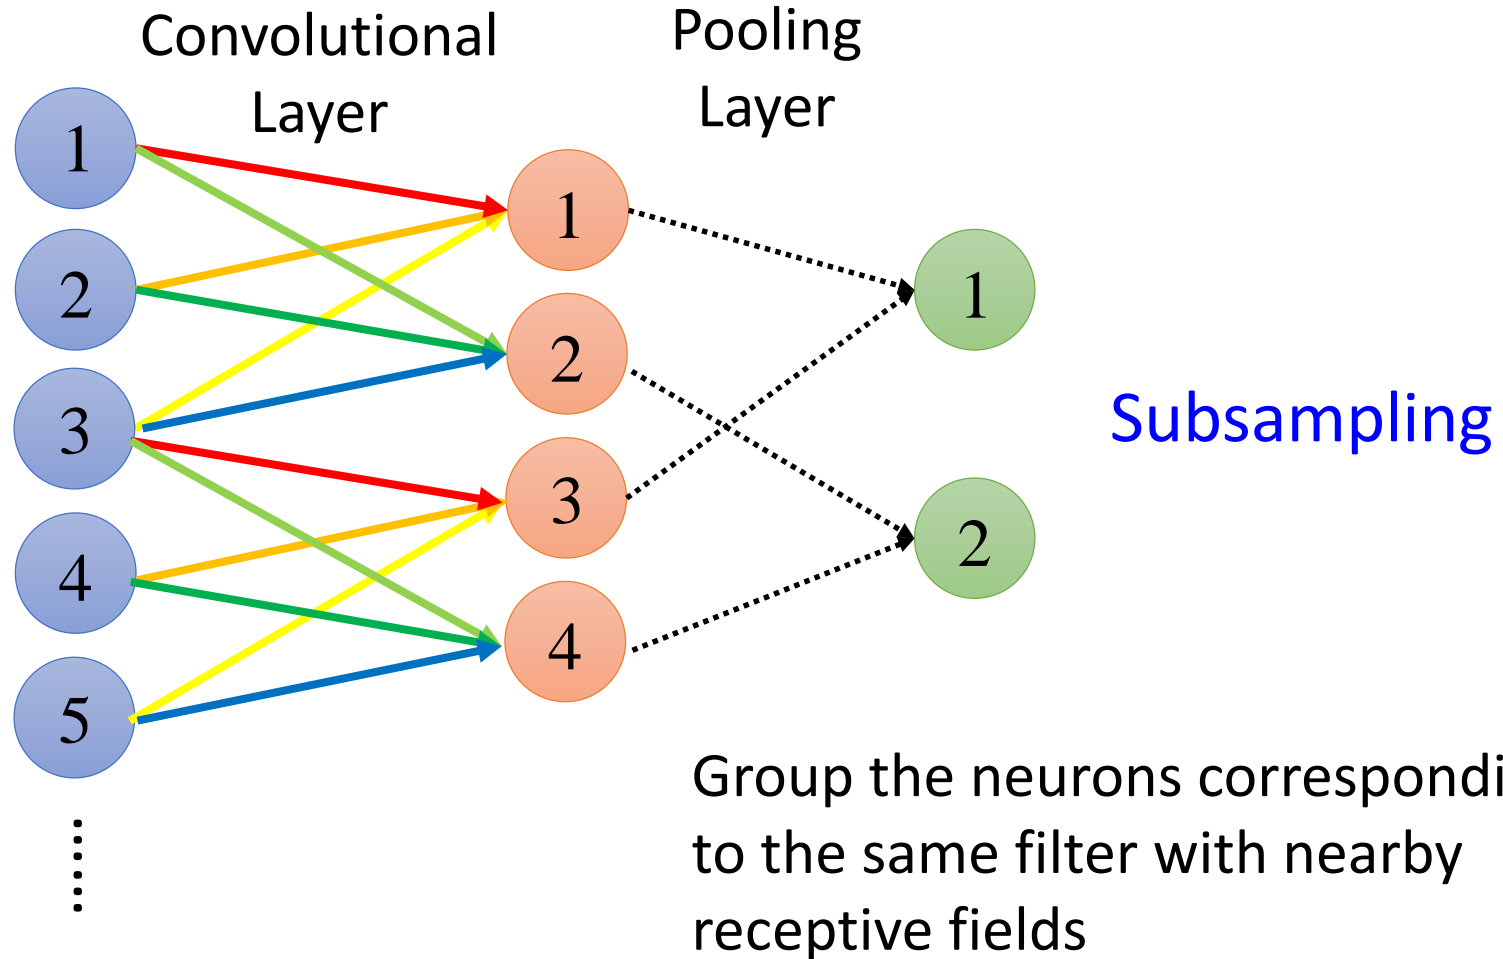 Convolutional
Layer
Pooling
Layer
1
2
3
4
5
1
2
3
4
1
2
Subsampling
Group the neurons correspondi
to the same filter with nearby
receptive fields